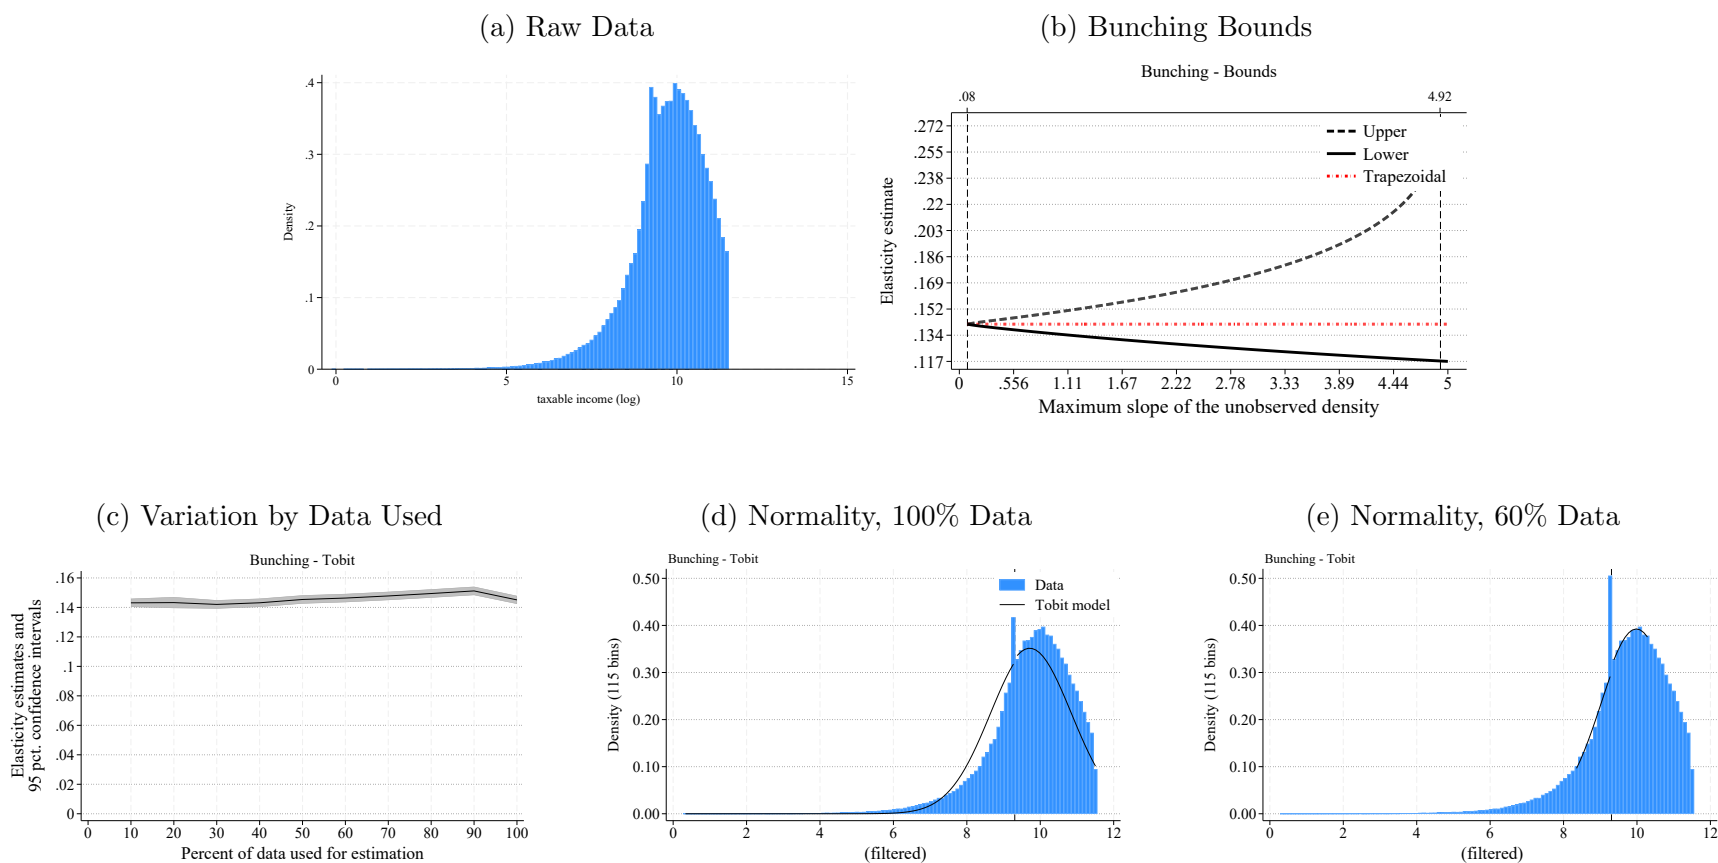 (a) Raw Data
.4
.3
.2
.1
0
Density
0 5 10 15
taxable income (log)
(b) Bunching Bounds
Bunching - Bounds
.08 4.92
.272
.255
.238
.22
.203
.186
.169
.152
.134
.117
Elasticity estimate
Upper
Lower
Trapezoidal
0 .556 1.11 1.67 2.22 2.78 3.33 3.89 4.44 5
Maximum slope of the unobserved density
(c) Variation by Data Used
Bunching - Tobit
.16
.14
.12
.1
.08
.06
.04
.02
0
Elasticity estimates and
95 pct. confidence intervals
0 10 20 30 40 50 60 70 80 90 100
Percent of data used for estimation
(d) Normality, 100% Data
Bunching - Tobit
0.50
0.40
0.30
0.20
0.10
0.00
Density (115 bins)
Data
Tobit model
0 2 4 6 8 10 12
(filtered)
(e) Normality, 60% Data
Bunching - Tobit
0.50
0.40
0.30
0.20
0.10
0.00
Density (115 bins)
0 2 4 6 8 10 12
(filtered)